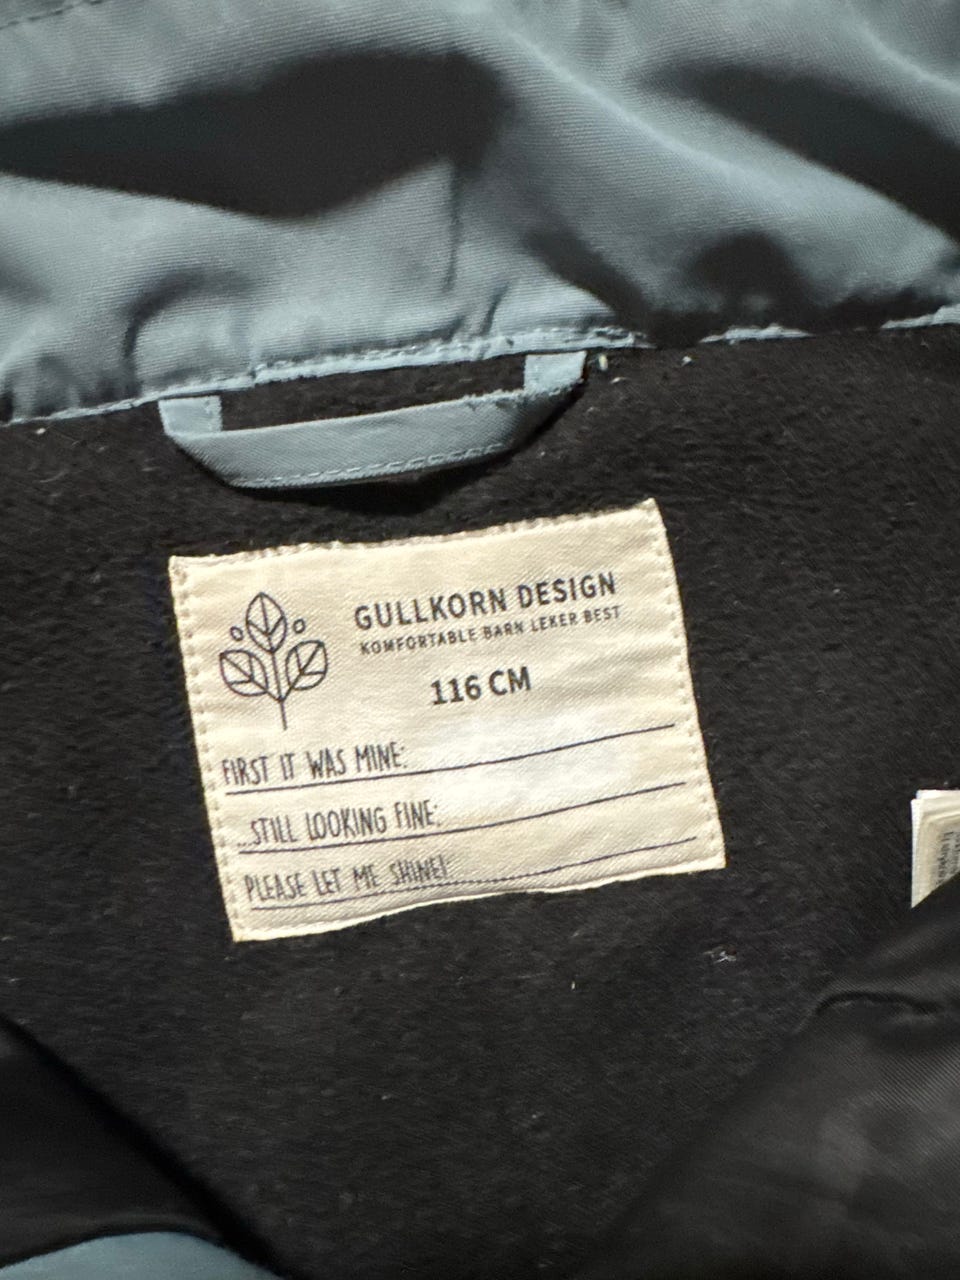 GULLKORN DESIGN
KOMFORTABLE BARN LEKER BEST
116 CM
FIRST IT WAS MINE:
...STILL LOOKING FINE:
PLEASE LET ME SHINE!: